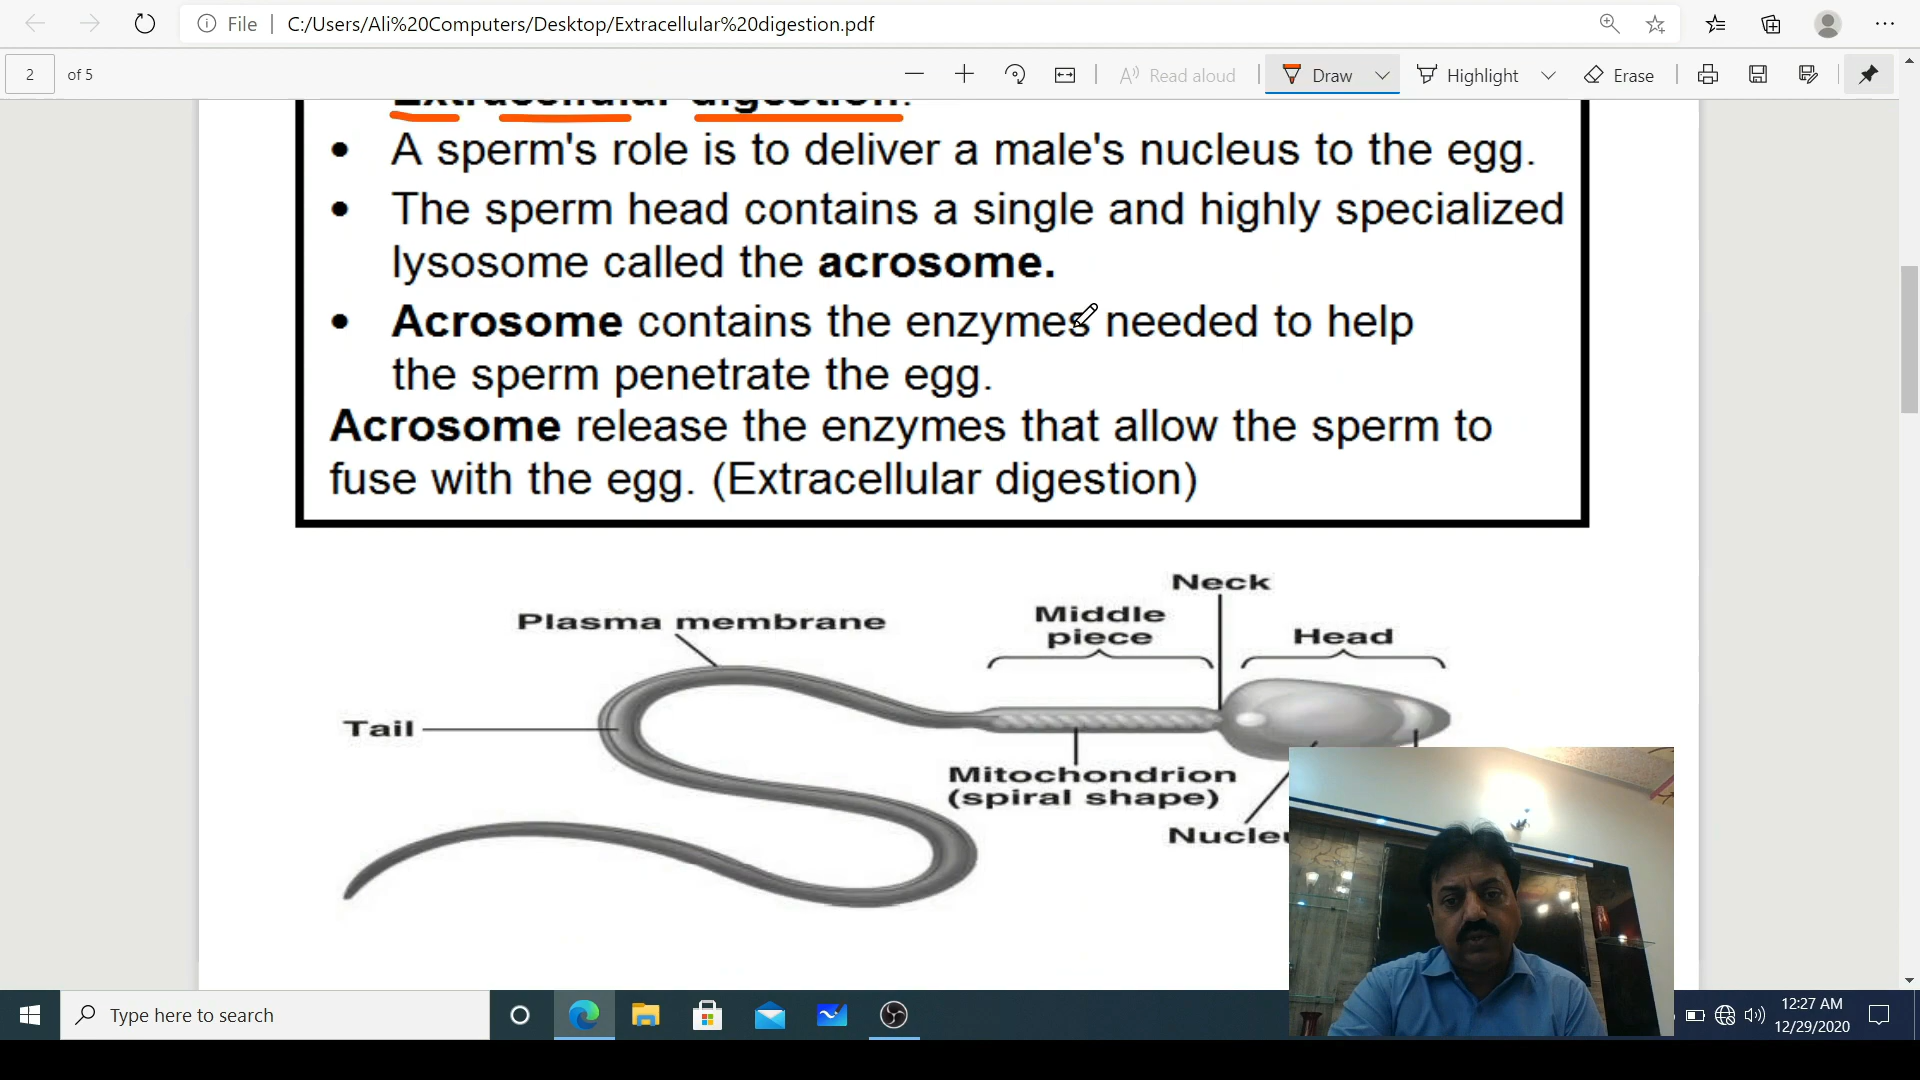 File C:/Users/Ali%20Computers/Desktop/Extracellular%20digestion.pdf
2 of 5 Read aloud Draw Highlight Erase
Extracellular digestion.
• A sperm's role is to deliver a male's nucleus to the egg.
• The sperm head contains a single and highly specialized
lysosome called the acrosome.
• Acrosome contains the enzymes needed to help
the sperm penetrate the egg.
Acrosome release the enzymes that allow the sperm to
fuse with the egg. (Extracellular digestion)
Neck
Plasma membrane
Middle
piece
Head
Tail
Mitochondrion
(spiral shape)
Type here to search
12:27 AM
12/29/2020